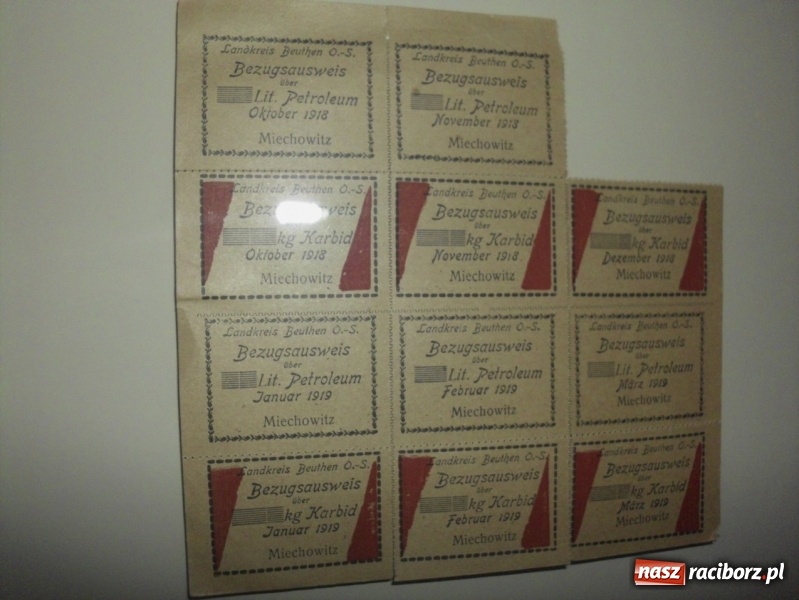 Landkreis Beuthen O.-S.
Bezugsausweis
über
Lit. Petroleum
Oktober 1918
Miechowitz
Landkreis Beuthen O.-S.
Bezugsausweis
über
Lit. Petroleum
November 1918
Miechowitz
Landkreis Beuthen O.-S.
Bezugsausweis
kg Karbid
Oktober 1918
Miechowitz
Landkreis Beuthen O.-S.
Bezugsausweis
über
kg Karbid
November 1918
Miechowitz
Landkreis Beuthen O.-S.
Bezugsausweis
über
kg Karbid
Dezember 1918
Miechowitz
Landkreis Beuthen O.-S.
Bezugsausweis
über
Lit. Petroleum
Januar 1919
Miechowitz
Landkreis Beuthen O.-S.
Bezugsausweis
über
Lit. Petroleum
Februar 1919
Miechowitz
Landkreis Beuthen O.-S.
Bezugsausweis
über
Lit. Petroleum
März 1919
Miechowitz
Landkreis Beuthen O.-S.
Bezugsausweis
über
kg Karbid
Januar 1919
Miechowitz
Landkreis Beuthen O.-S.
Bezugsausweis
über
kg Karbid
Februar 1919
Miechowitz
Landkreis Beuthen O.-S.
Bezugsausweis
über
kg Karbid
März 1919
Miechowitz
nasz raciborz.pl